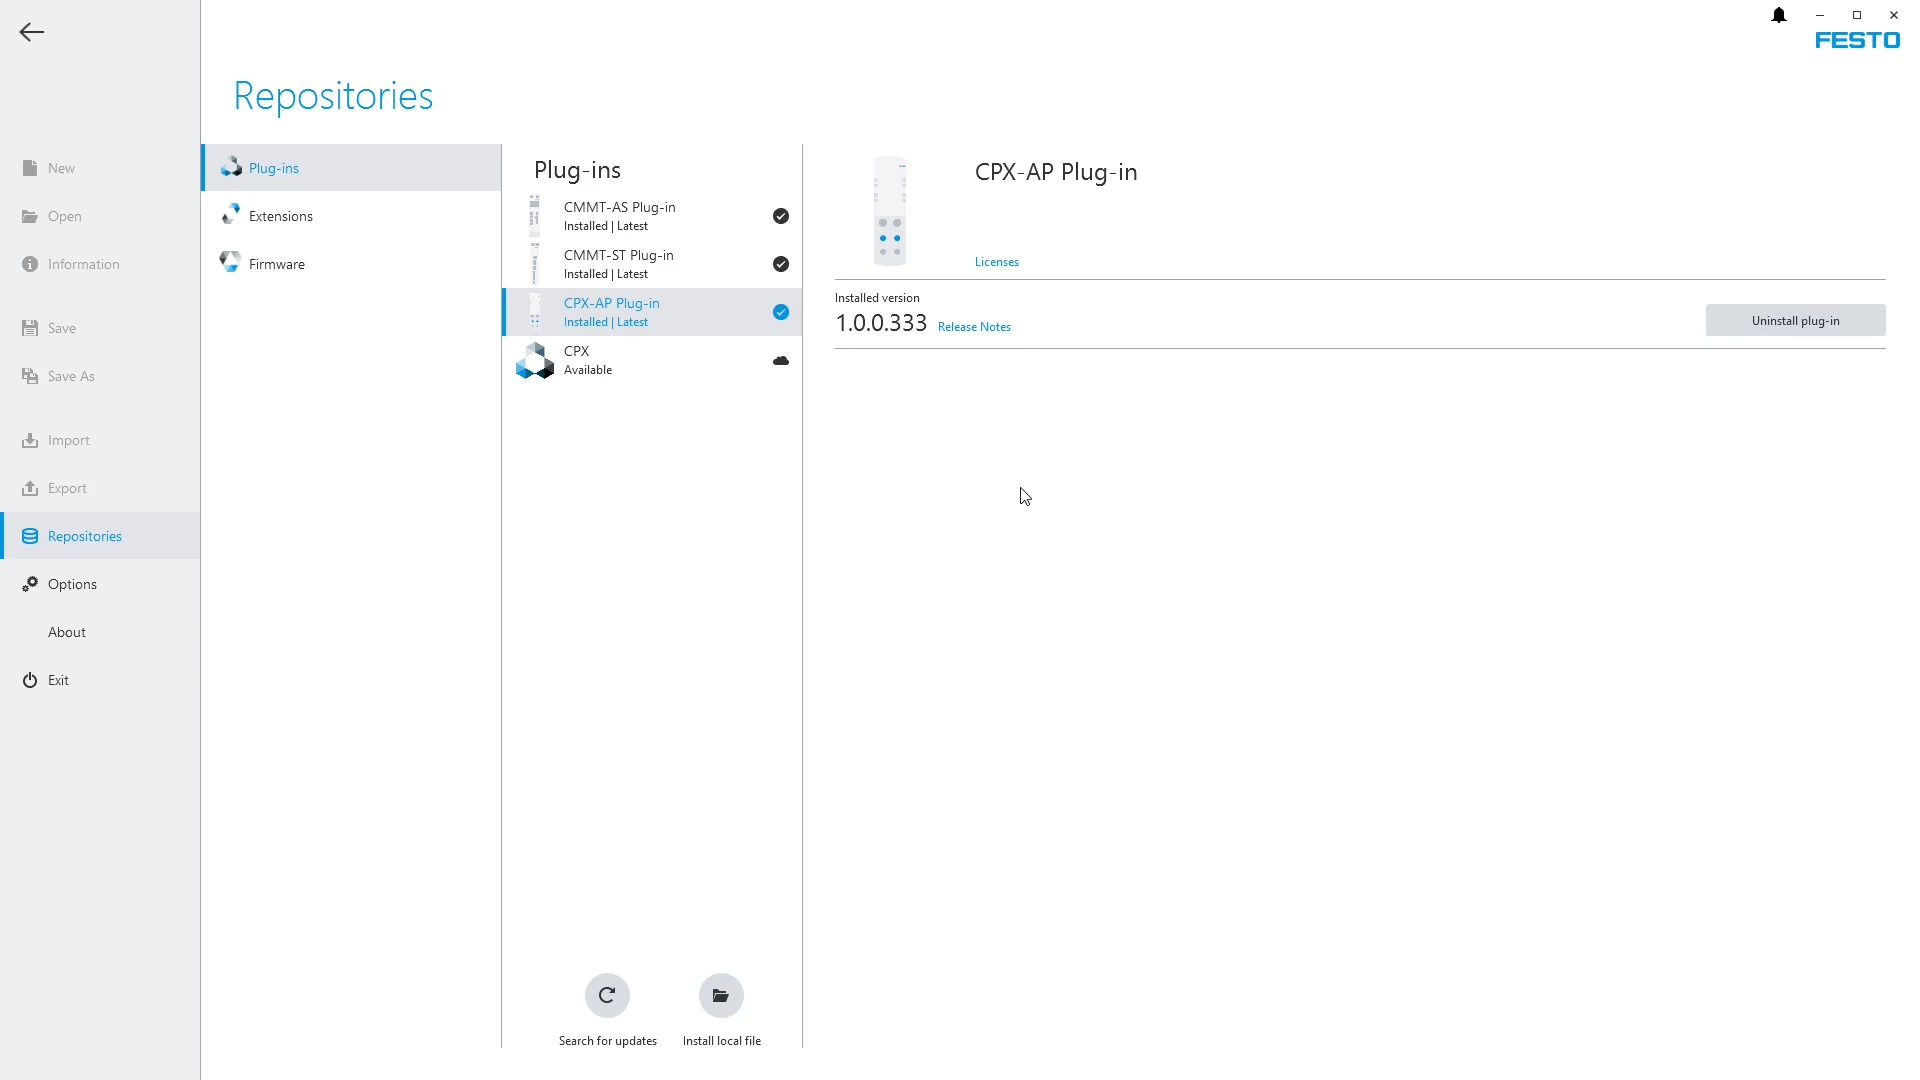 FESTO
Repositories
New
Open
Information
Save
Save As
Import
Export
Repositories
Options
About
Exit
Plug-ins
Extensions
Firmware
Plug-ins
CMMT-AS Plug-in
Installed | Latest
CMMT-ST Plug-in
Installed | Latest
CPX-AP Plug-in
Installed | Latest
CPX
Available
Search for updates
Install local file
CPX-AP Plug-in
Licenses
Installed version
1.0.0.333 Release Notes
Uninstall plug-in